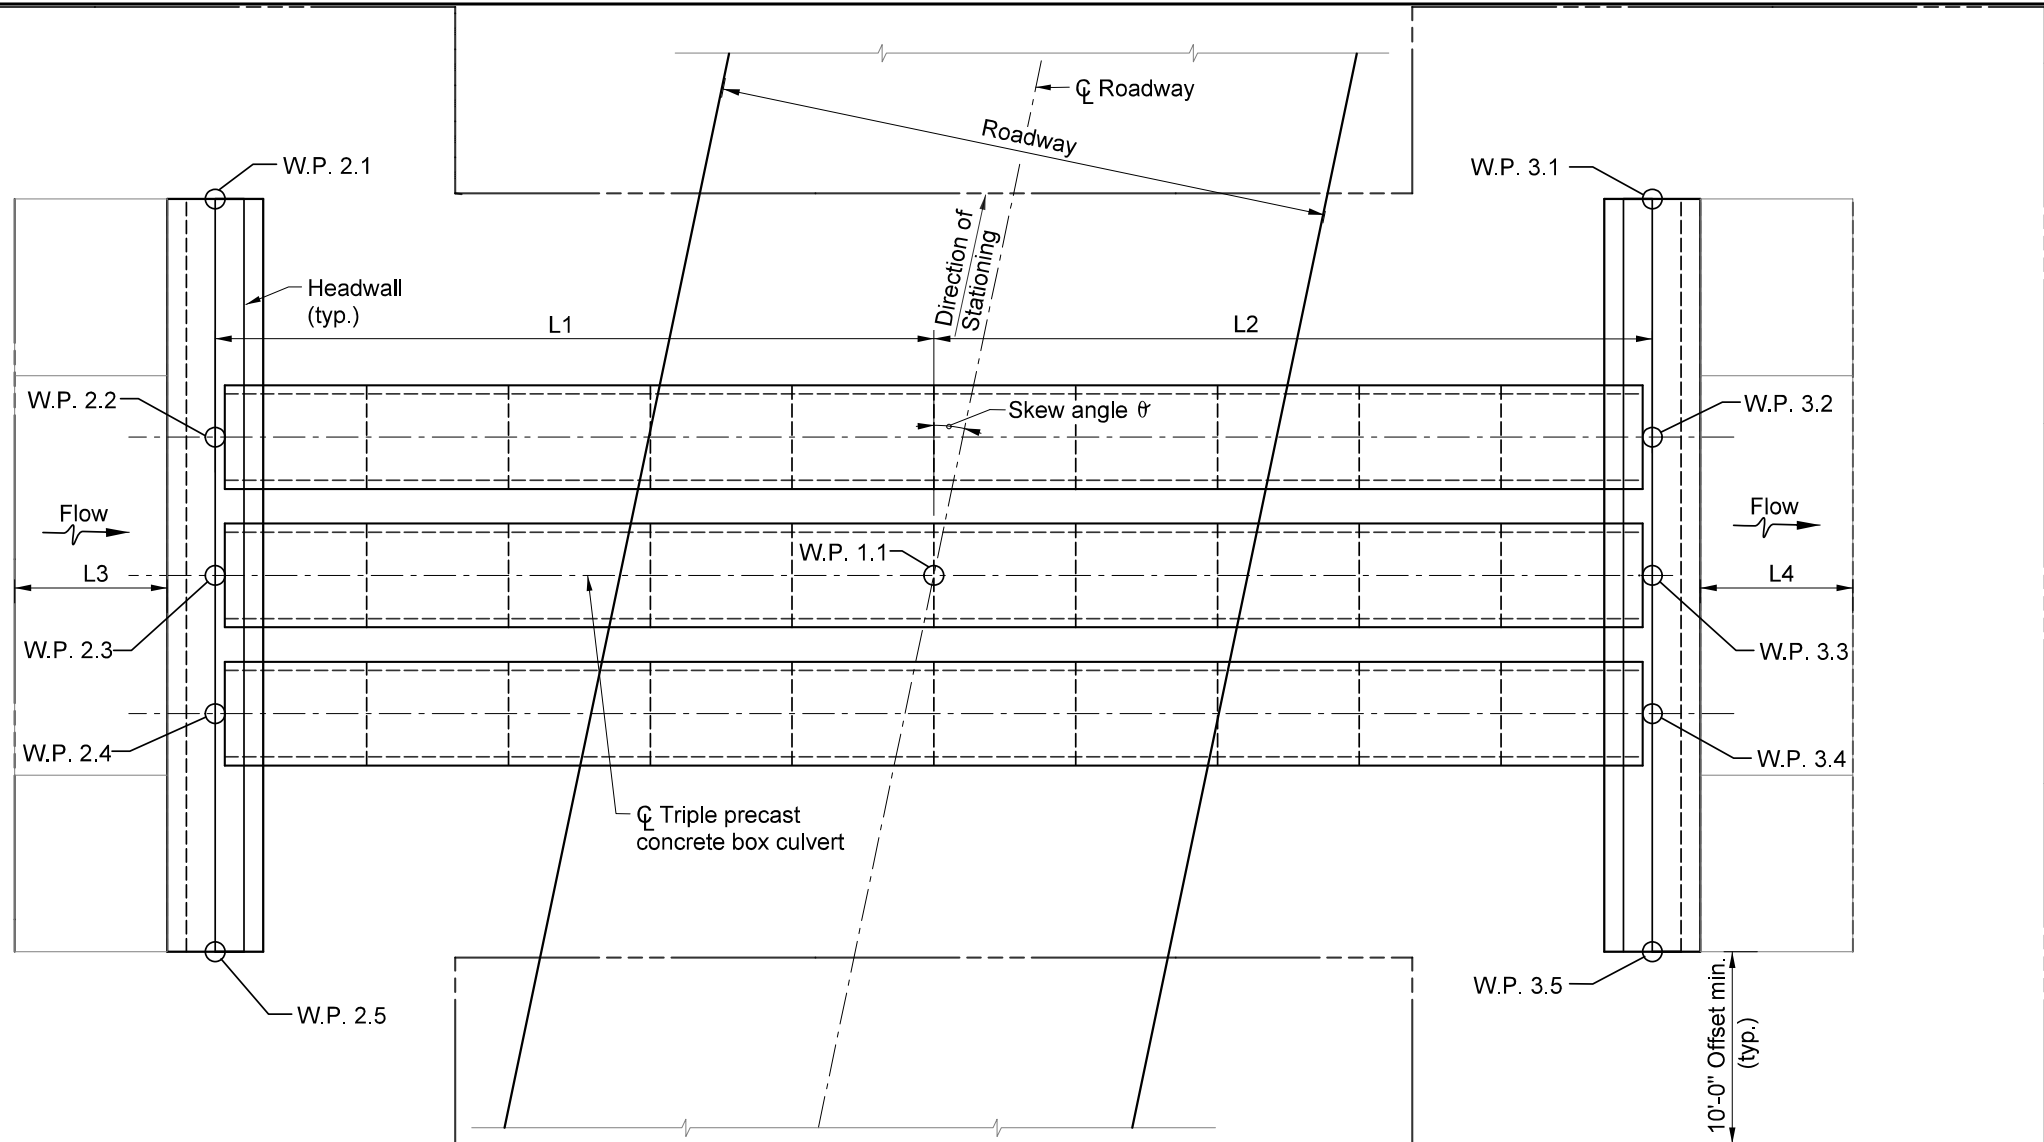 ℄ Roadway
Roadway
W.P. 2.1
W.P. 3.1
Direction of
Stationing
Headwall
(typ.)
L1
L2
W.P. 2.2
Skew angle θ
W.P. 3.2
Flow
Flow
W.P. 1.1
L3
L4
W.P. 2.3
W.P. 3.3
W.P. 2.4
W.P. 3.4
℄ Triple precast
concrete box culvert
W.P. 2.5
W.P. 3.5
10'-0" Offset min.
(typ.)